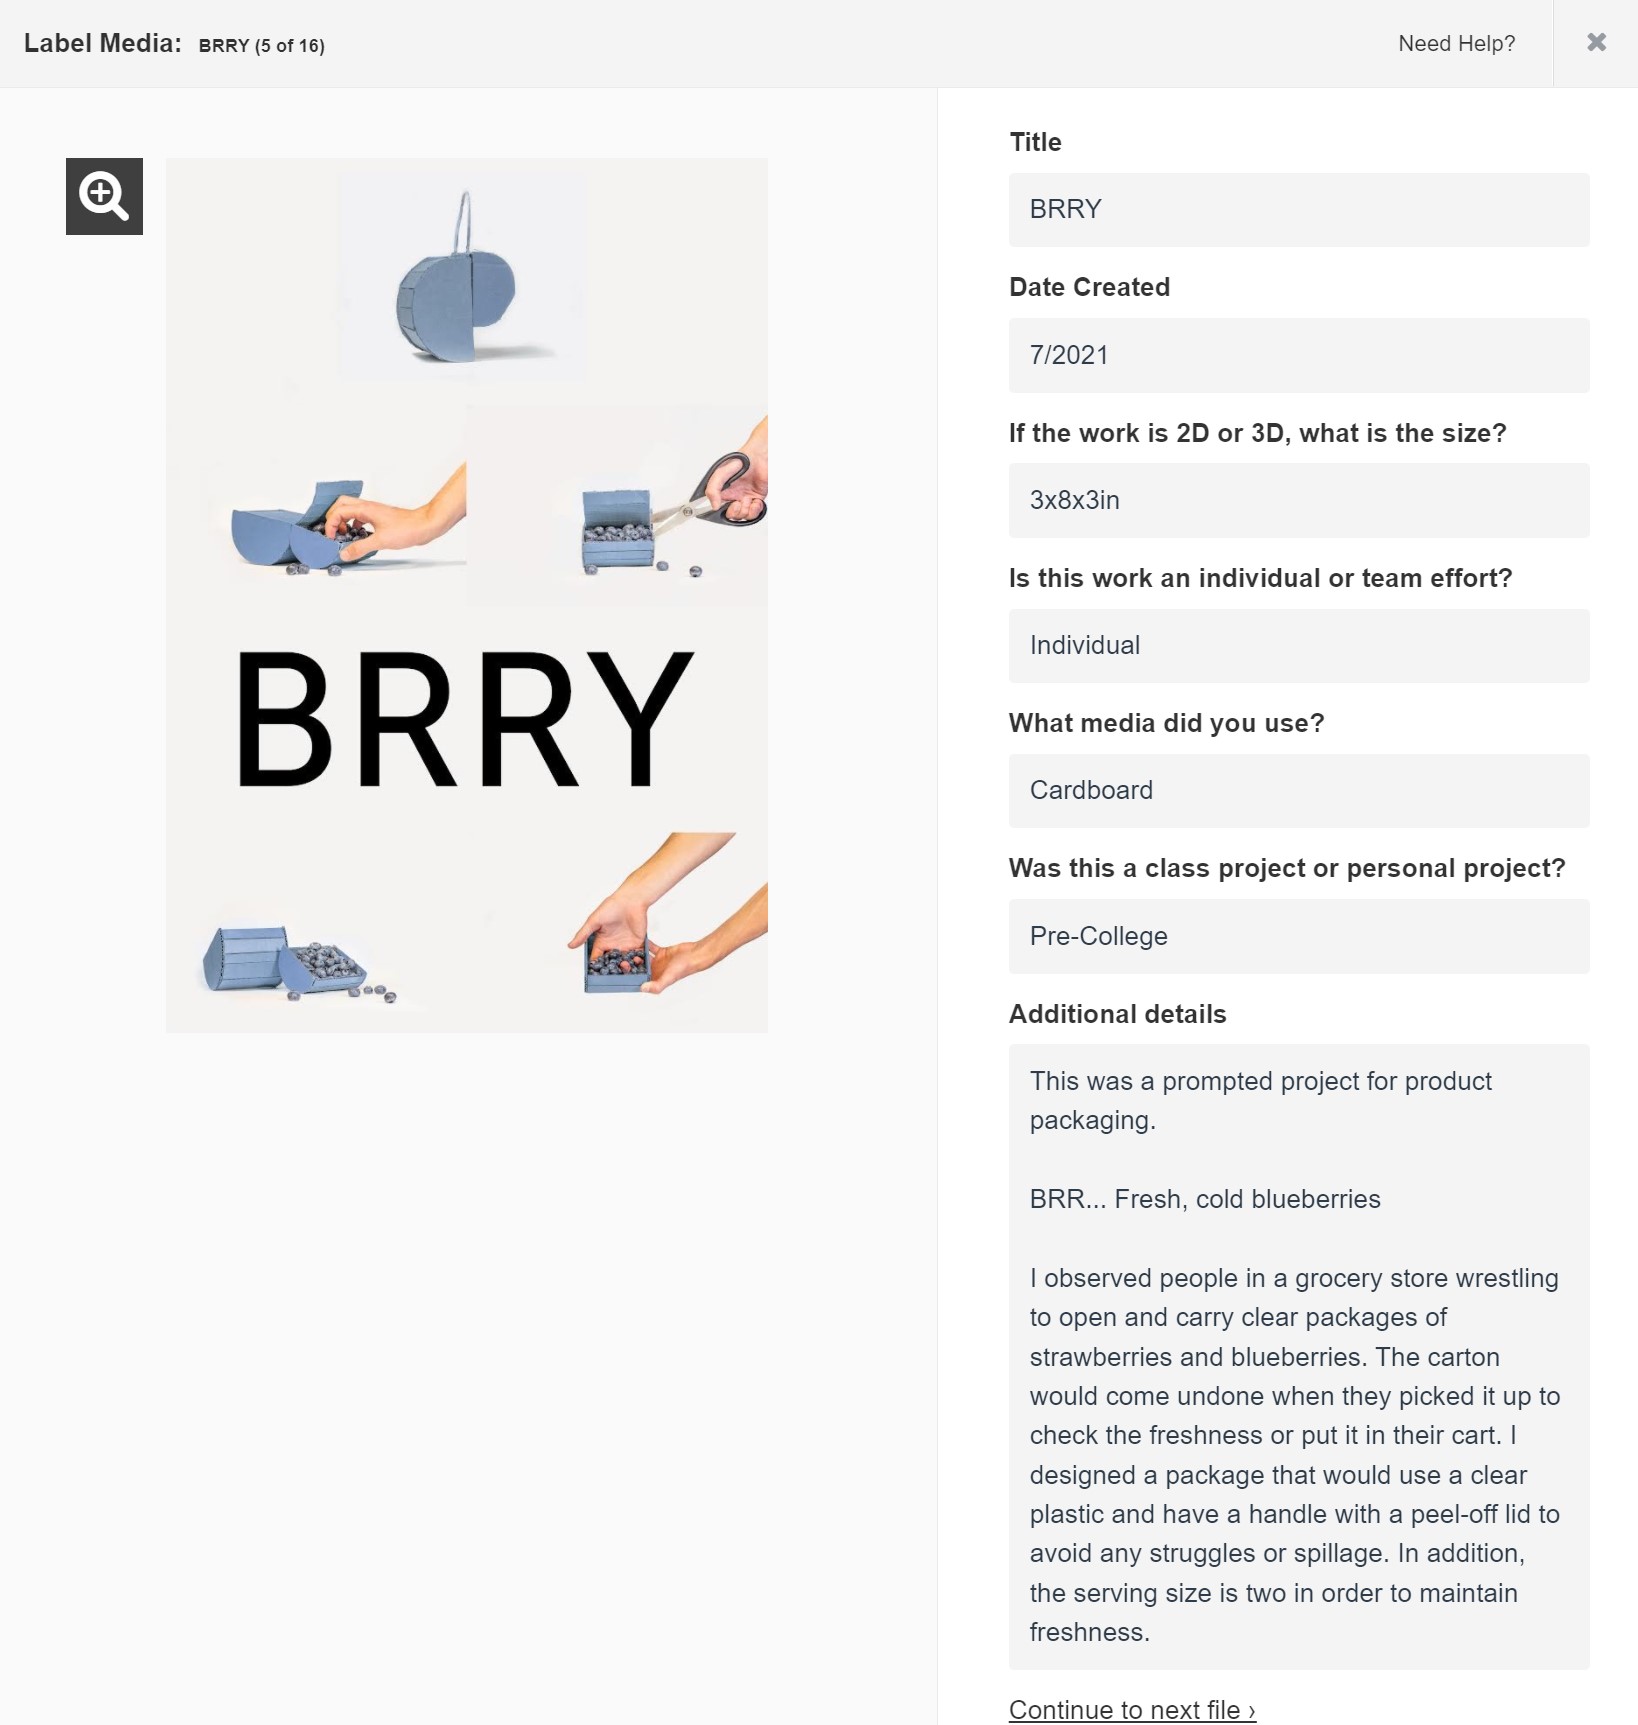 Label Media: BRRY (5 of 16)
Need Help?
BRRY
Title
BRRY
Date Created
7/2021
If the work is 2D or 3D, what is the size?
3x8x3in
Is this work an individual or team effort?
Individual
What media did you use?
Cardboard
Was this a class project or personal project?
Pre-College
Additional details
This was a prompted project for product
packaging.
BRR... Fresh, cold blueberries
I observed people in a grocery store wrestling
to open and carry clear packages of
strawberries and blueberries. The carton
would come undone when they picked it up to
check the freshness or put it in their cart. I
designed a package that would use a clear
plastic and have a handle with a peel-off lid to
avoid any struggles or spillage. In addition,
the serving size is two in order to maintain
freshness.
Continue to next file ›